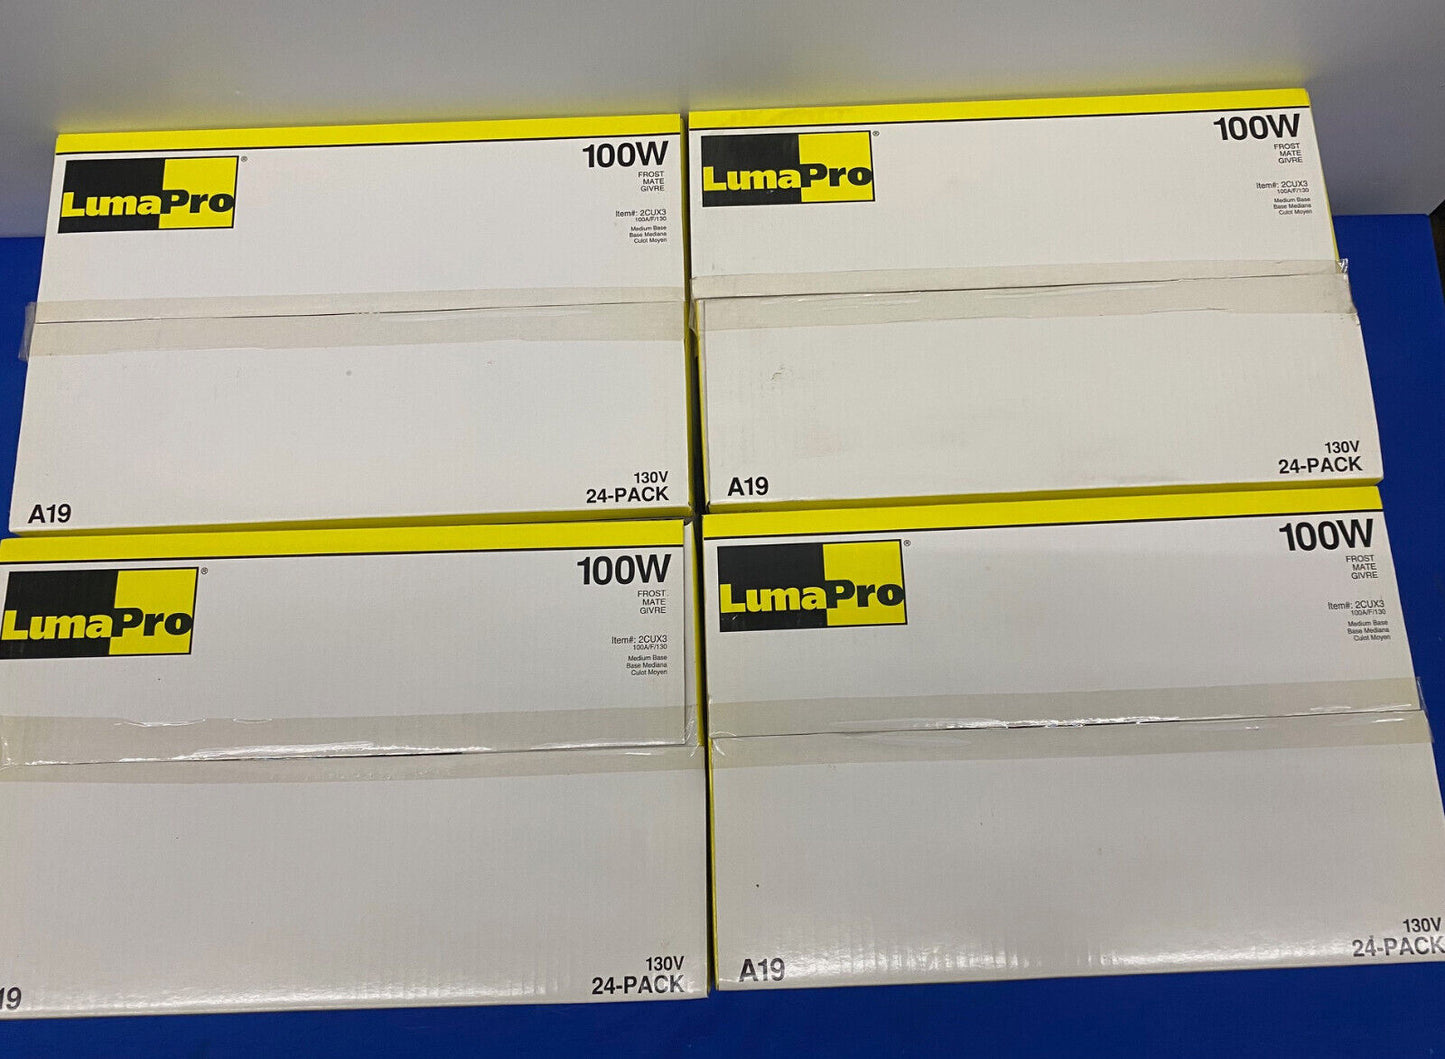 LumaPro®
100W
FROST
MATE
GIVRE
Item#: 2CUX3
100A/F/130
Medium Base
Base Mediana
Culot Moyen
130V
24-PACK
A19
LumaPro®
100W
FROST
MATE
GIVRE
Item#: 2CUX3
100A/F/130
Medium Base
Base Mediana
Culot Moyen
130V
24-PACK
A19
LumaPro®
100W
FROST
MATE
GIVRE
Item#: 2CUX3
100A/F/130
Medium Base
Base Mediana
Culot Moyen
130V
24-PACK
19
LumaPro®
100W
FROST
MATE
GIVRE
Item#: 2CUX3
100A/F/130
Medium Base
Base Mediana
Culot Moyen
130V
24-PACK
A19